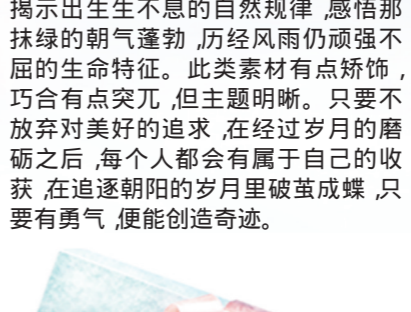 揭示出生生不息的自然规律 ,感悟那
抹绿的朝气蓬勃 ,历经风雨仍顽强不
屈的生命特征。此类素材有点矫饰 ,
巧合有点突兀 ,但主题明晰。只要不
放弃对美好的追求 ,在经过岁月的磨
砺之后 ,每个人都会有属于自己的收
获 ,在追逐朝阳的岁月里破茧成蝶 ,只
要有勇气 ,便能创造奇迹。